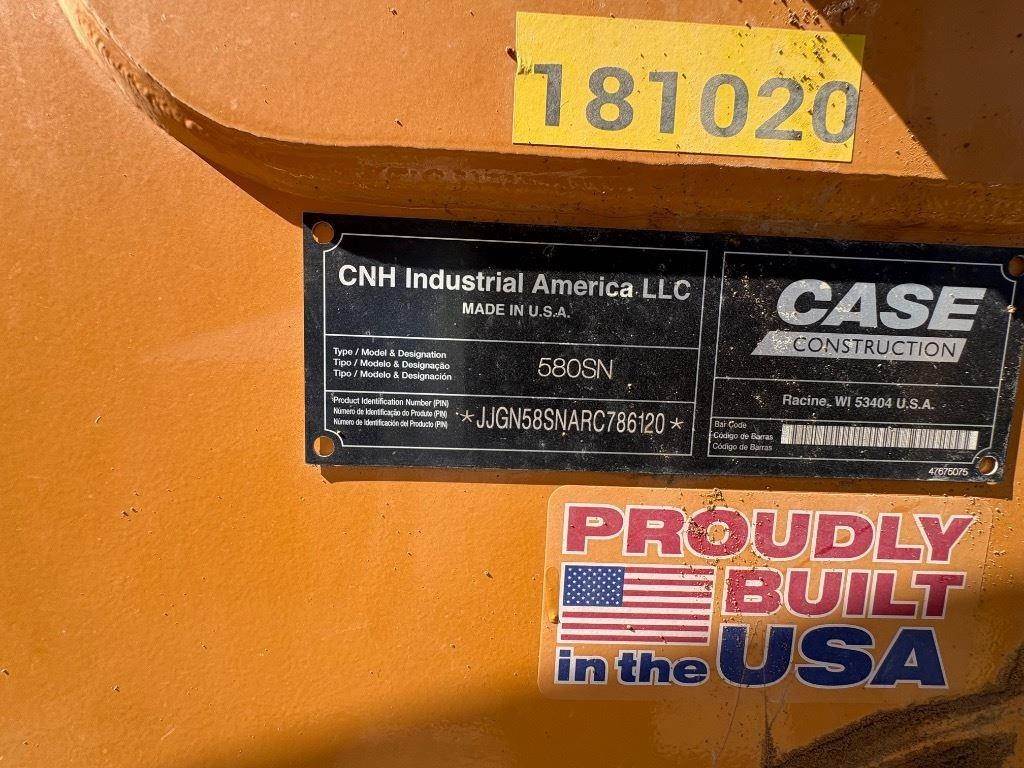 181020
CNH Industrial America LLC
MADE IN U.S.A.
Type / Model & Designation
Tipo / Modelo & Designação
Tipo / Modelo & Designación
580SN
Product Identification Number (PIN)
Número de Identificação do Produto (PIN)
Número de Identificación del Producto (PIN)
*JJGN58SNARC786120*
CASE
CONSTRUCTION
Racine, WI 53404 U.S.A.
Bar Code
Código de Barras
Código de Barras
47675075
PROUDLY
BUILT
in the USA